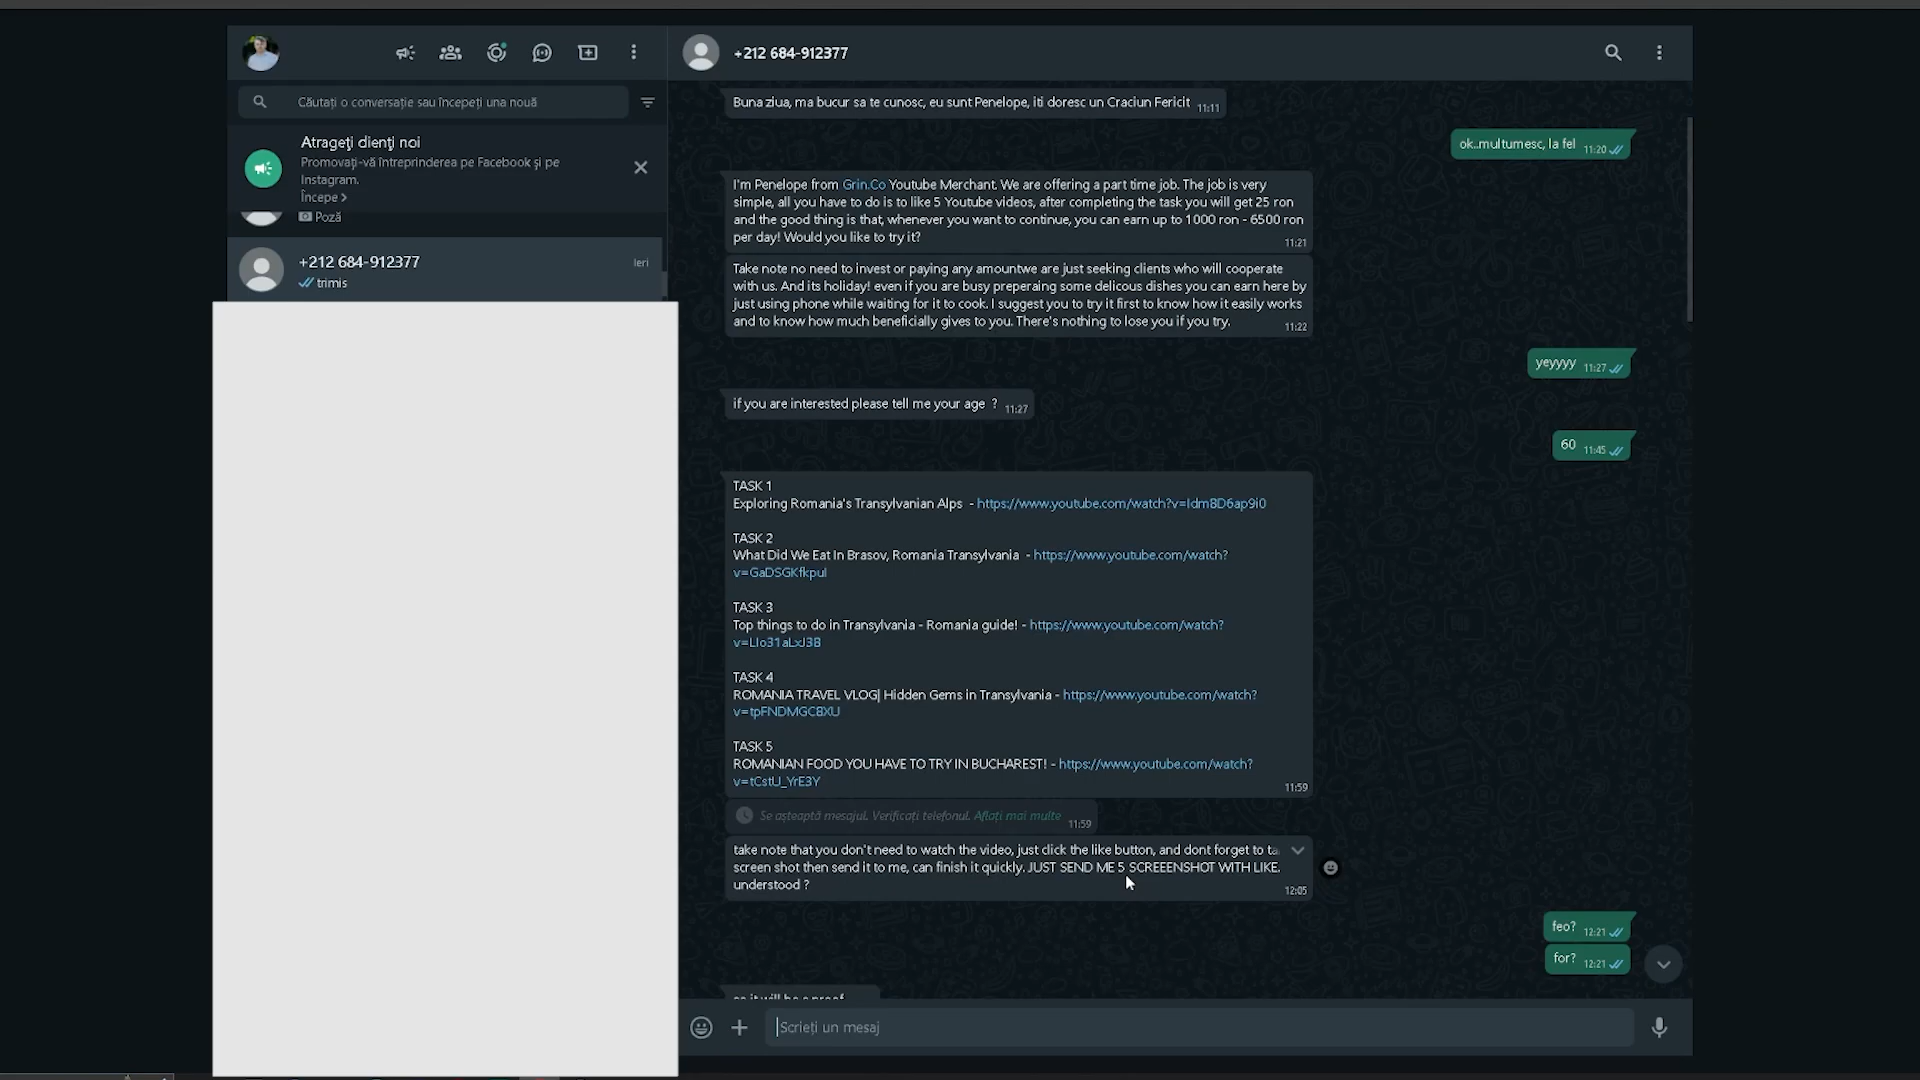 Căutați o conversație sau începeți una nouă
Atrageți clienți noi
Promovați-vă întreprinderea pe Facebook și pe
Instagram.
Începe >
Poză
+212 684-912377
Ieri
trimis
+212 684-912377
Buna ziua, ma bucur sa te cunosc, eu sunt Penelope, iti doresc un Craciun Fericit 11:11
ok..multumesc, la fel 11:20
I'm Penelope from Grin.Co Youtube Merchant. We are offering a part time job. The job is very
simple, all you have to do is to like 5 Youtube videos, after completing the task you will get 25 ron
and the good thing is that, whenever you want to continue, you can earn up to 1000 ron - 6500 ron
per day! Would you like to try it? 11:21
Take note no need to invest or paying any amountwe are just seeking clients who will cooperate
with us. And its holiday! even if you are busy preperaing some delicous dishes you can earn here by
just using phone while waiting for it to cook. I suggest you to try it first to know how it easily works
and to know how much beneficially gives to you. There's nothing to lose you if you try. 11:22
yeyyyy 11:27
if you are interested please tell me your age ? 11:27
60 11:45
TASK 1
Exploring Romania's Transylvanian Alps - https://www.youtube.com/watch?v=Idm8D6ap9i0
TASK 2
What Did We Eat In Brasov, Romania Transylvania - https://www.youtube.com/watch?
v=GaDSGKfkpuI
TASK 3
Top things to do in Transylvania - Romania guide! - https://www.youtube.com/watch?
v=LIo31aLxJ38
TASK 4
ROMANIA TRAVEL VLOG| Hidden Gems in Transylvania - https://www.youtube.com/watch?
v=tpFNDMGC8XU
TASK 5
ROMANIAN FOOD YOU HAVE TO TRY IN BUCHAREST! - https://www.youtube.com/watch?
v=tCstU_YrE3Y
11:59
Se așteaptă mesajul. Verificați telefonul. Aflați mai multe 11:59
take note that you don't need to watch the video, just click the like button, and dont forget to ta
screen shot then send it to me, can finish it quickly. JUST SEND ME 5 SCREEENSHOT WITH LIKE.
understood ? 12:05
feo? 12:21
for? 12:21
so it will be a proof
Scrieți un mesaj